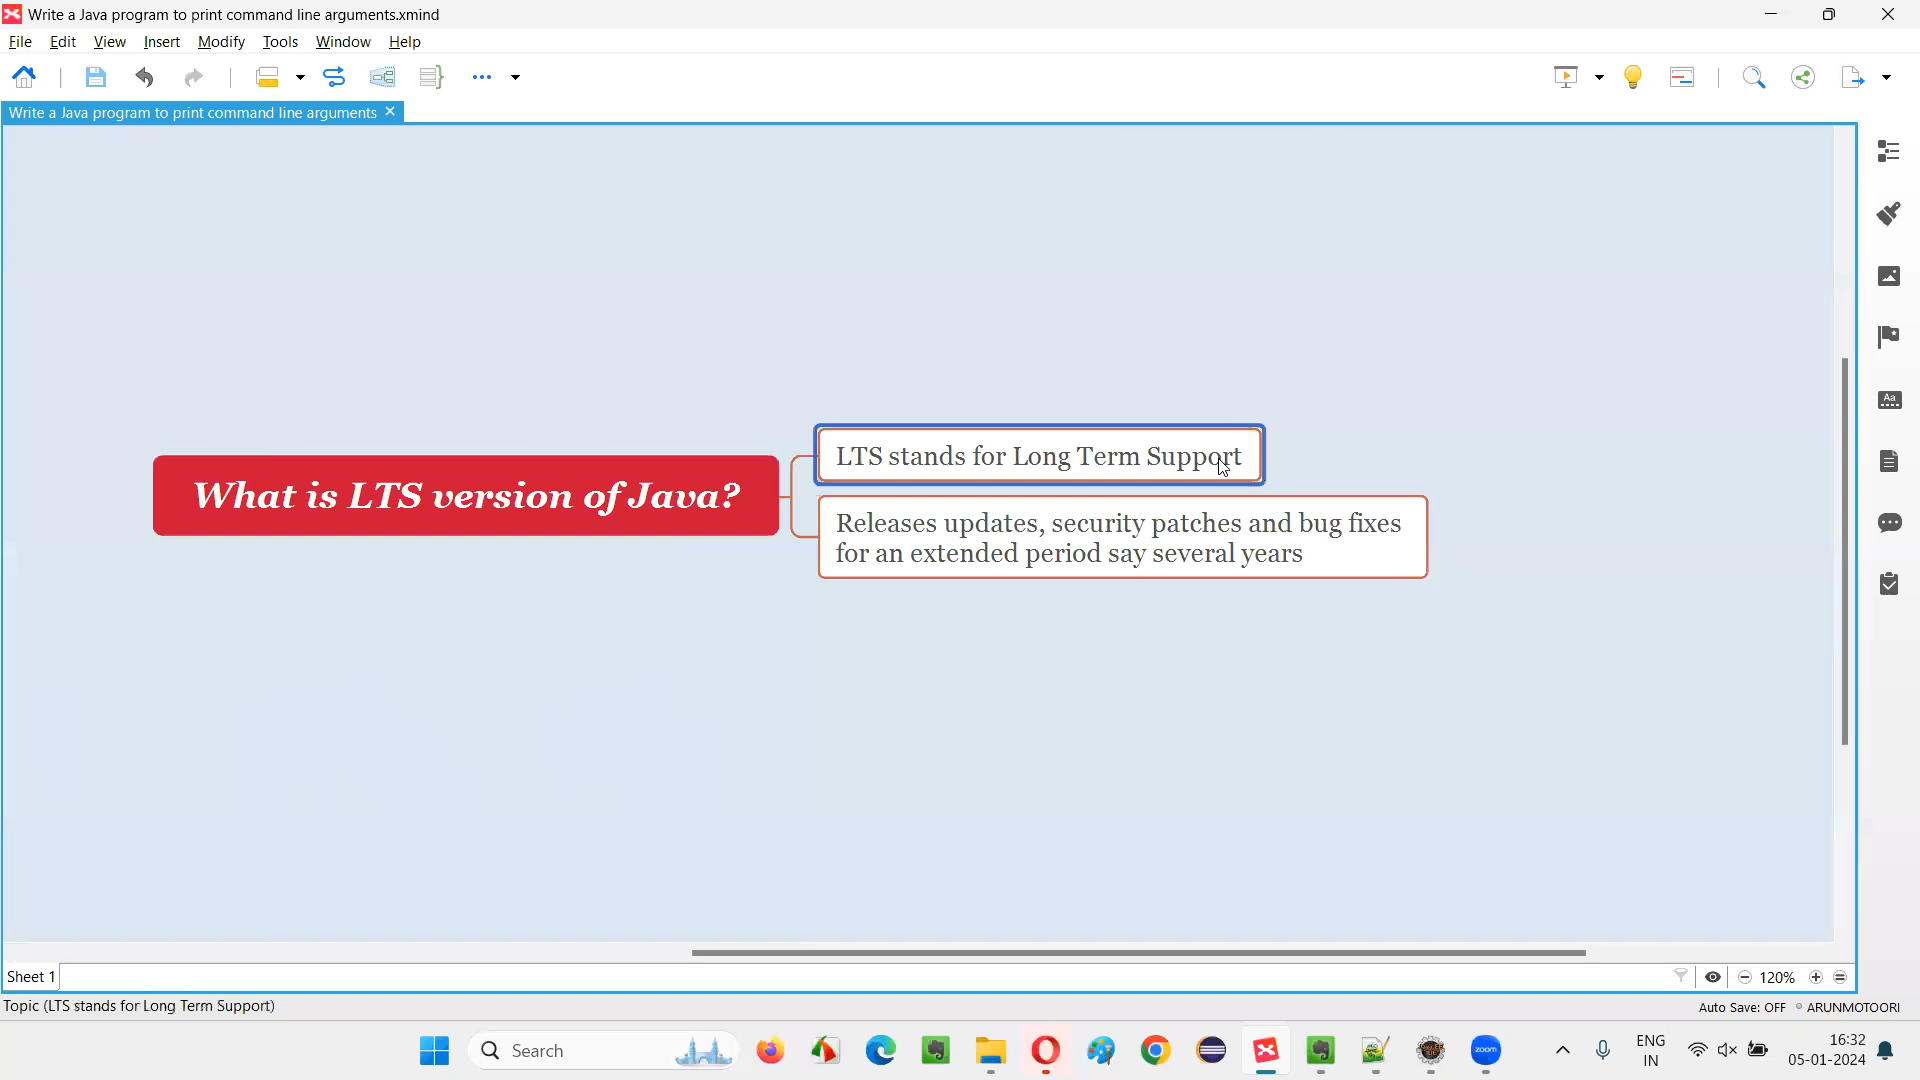 Write a Java program to print command line arguments.xmind
File Edit View Insert Modify Tools Window Help
Write a Java program to print command line arguments
What is LTS version of Java?
LTS stands for Long Term Support
Releases updates, security patches and bug fixes
for an extended period say several years
Aa
Sheet 1
120%
Topic (LTS stands for Long Term Support)
Auto Save: OFF ARUNMOTOORI
Search
zoom
ENG
IN
16:32
05-01-2024